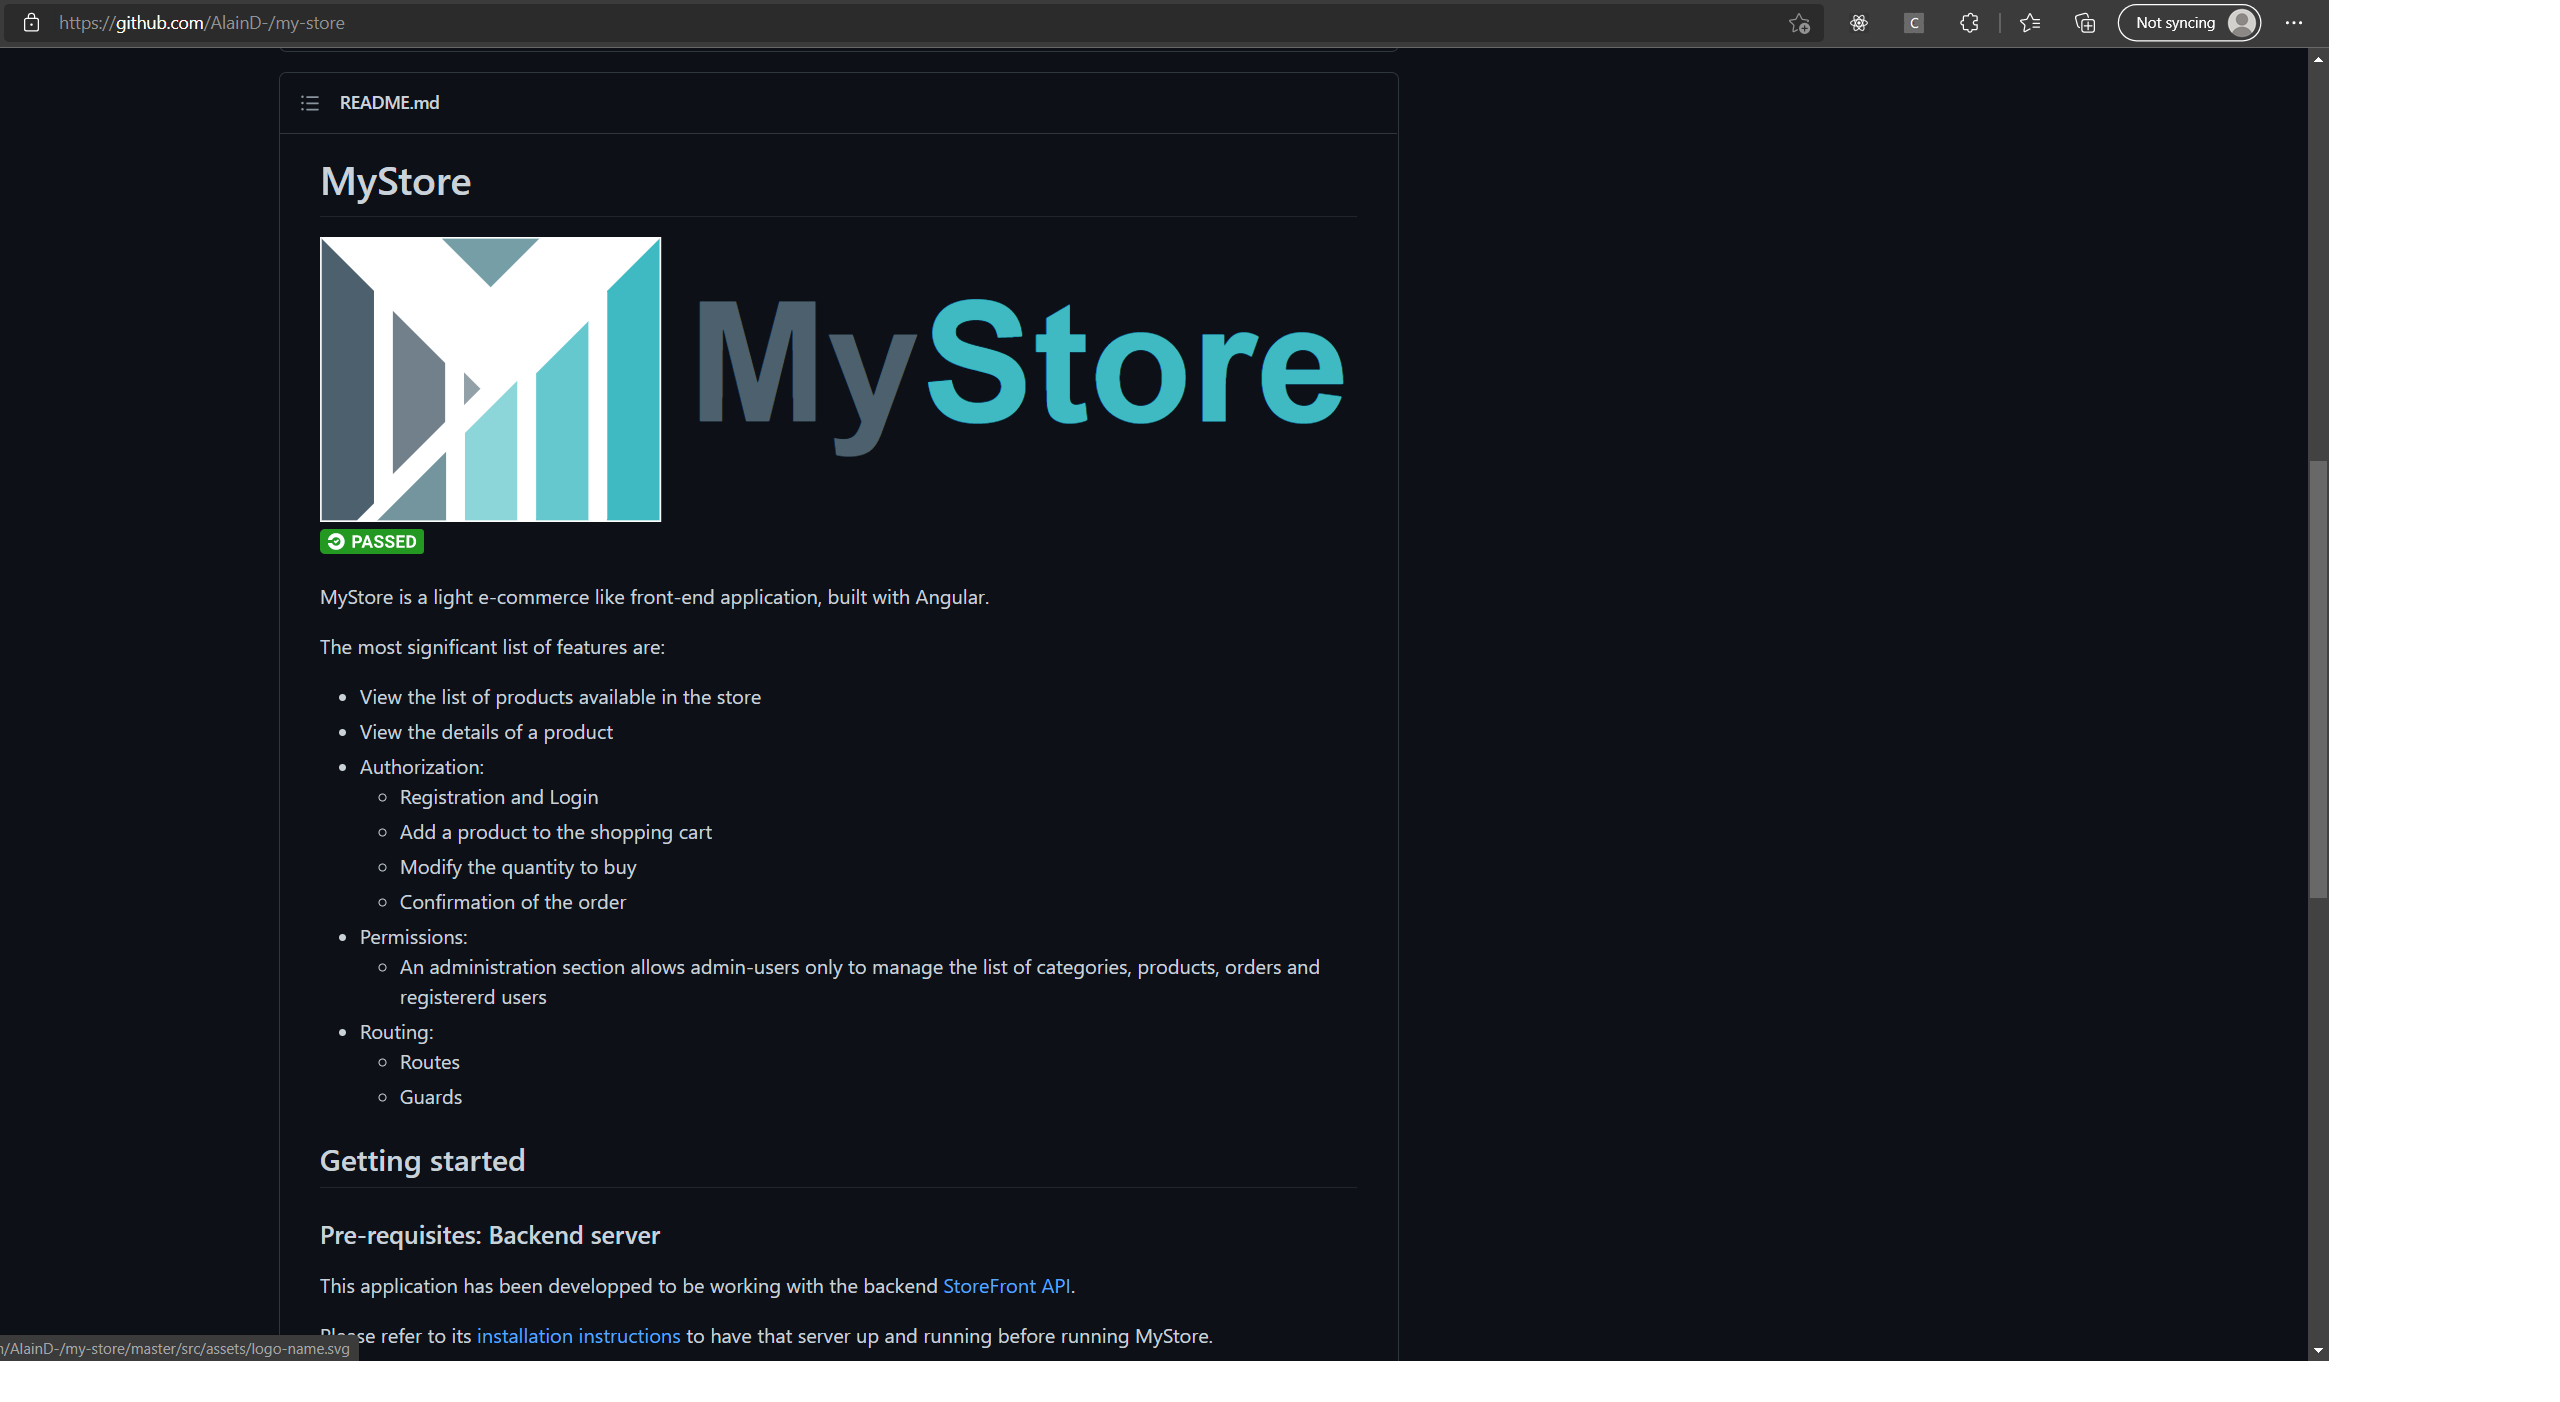 https://github.com/AlainD-/my-store
C
Not syncing
README.md
MyStore
MyStore
PASSED
MyStore is a light e-commerce like front-end application, built with Angular.
The most significant list of features are:
View the list of products available in the store
View the details of a product
Authorization:
Registration and Login
Add a product to the shopping cart
Modify the quantity to buy
Confirmation of the order
Permissions:
An administration section allows admin-users only to manage the list of categories, products, orders and
registererd users
Routing:
Routes
Guards
Getting started
Pre-requisites: Backend server
This application has been developped to be working with the backend StoreFront API.
Please refer to its installation instructions to have that server up and running before running MyStore.
/AlainD-/my-store/master/src/assets/logo-name.svg